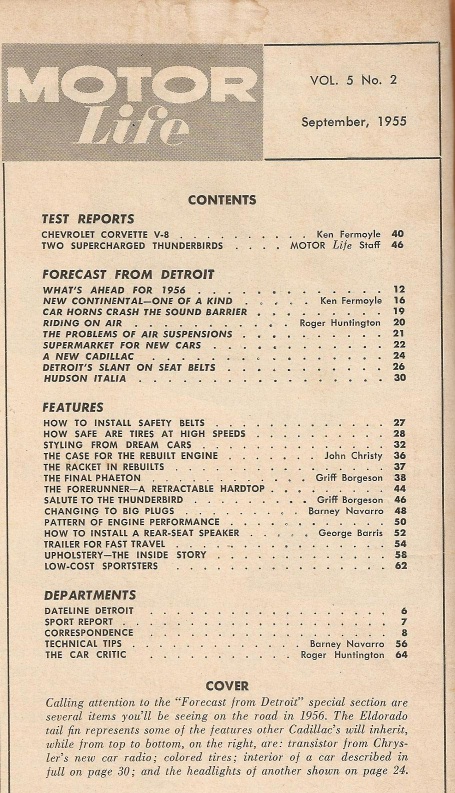 MOTOR
Life
VOL. 5 No. 2
September, 1955
CONTENTS
TEST REPORTS
CHEVROLET CORVETTE V-8 . . . . . . . . . . Ken Fermoyle 40
TWO SUPERCHARGED THUNDERBIRDS . . . . MOTOR Life Staff 46
FORECAST FROM DETROIT
WHAT'S AHEAD FOR 1956 . . . . . . . . . . . . 12
NEW CONTINENTAL—ONE OF A KIND . . . . . Ken Fermoyle 16
CAR HORNS CRASH THE SOUND BARRIER . . . . . . . . . 19
RIDING ON AIR . . . . . . . . . . Roger Huntington 20
THE PROBLEMS OF AIR SUSPENSIONS . . . . . . . . . . 21
SUPERMARKET FOR NEW CARS . . . . . . . . . . . 22
A NEW CADILLAC . . . . . . . . . . . . . . . 24
DETROIT'S SLANT ON SEAT BELTS . . . . . . . . . . . 26
HUDSON ITALIA . . . . . . . . . . . . . . . 30
FEATURES
HOW TO INSTALL SAFETY BELTS . . . . . . . . . . . 27
HOW SAFE ARE TIRES AT HIGH SPEEDS . . . . . . . . . 28
STYLING FROM DREAM CARS . . . . . . . . . . . . 32
THE CASE FOR THE REBUILT ENGINE . . . . . . John Christy 36
THE RACKET IN REBUILTS . . . . . . . . . . . . . 37
THE FINAL PHAETON . . . . . . . . . . Griff Borgeson 38
THE FORERUNNER—A RETRACTABLE HARDTOP . . . . . . . . 44
SALUTE TO THE THUNDERBIRD . . . . . . . Griff Borgeson 46
CHANGING TO BIG PLUGS . . . . . . . . Barney Navarro 48
PATTERN OF ENGINE PERFORMANCE . . . . . . . . . . 50
HOW TO INSTALL A REAR-SEAT SPEAKER . . . . . George Barris 52
TRAILER FOR FAST TRAVEL . . . . . . . . . . . . . 54
UPHOLSTERY—THE INSIDE STORY . . . . . . . . . . . 58
LOW-COST SPORTSTERS . . . . . . . . . . . . . 62
DEPARTMENTS
DATELINE DETROIT . . . . . . . . . . . . . . 6
SPORT REPORT . . . . . . . . . . . . . . . 7
CORRESPONDENCE . . . . . . . . . . . . . . 8
TECHNICAL TIPS . . . . . . . . . . Barney Navarro 56
THE CAR CRITIC . . . . . . . . . . Roger Huntington 64
COVER
Calling attention to the "Forecast from Detroit" special section are
several items you'll be seeing on the road in 1956. The Eldorado
tail fin represents some of the features other Cadillac's will inherit,
while from top to bottom, on the right, are: transistor from Chrys-
ler's new car radio; colored tires; interior of a car described in
full on page 30; and the headlights of another shown on page 24.